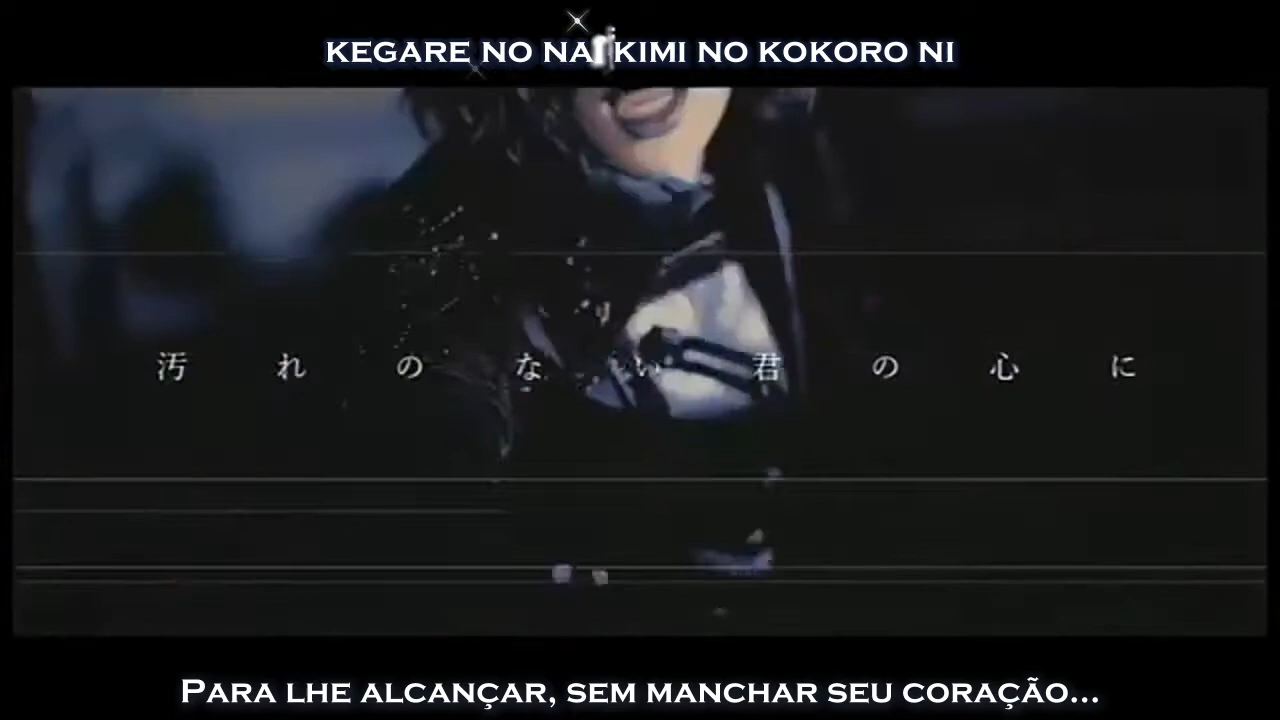 KEGARE NO NAI KIMI NO KOKORO NI
汚れのない君の心に
PARA LHE ALCANÇAR, SEM MANCHAR SEU CORAÇÃO...